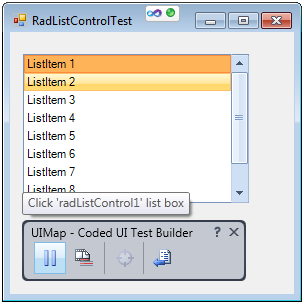 RadListControlTest
ListItem 1
ListItem 2
ListItem 3
ListItem 4
ListItem 5
ListItem 6
ListItem 7
ListItem 8
Click 'radListControl1' list box
UIMap - Coded UI Test Builder ?